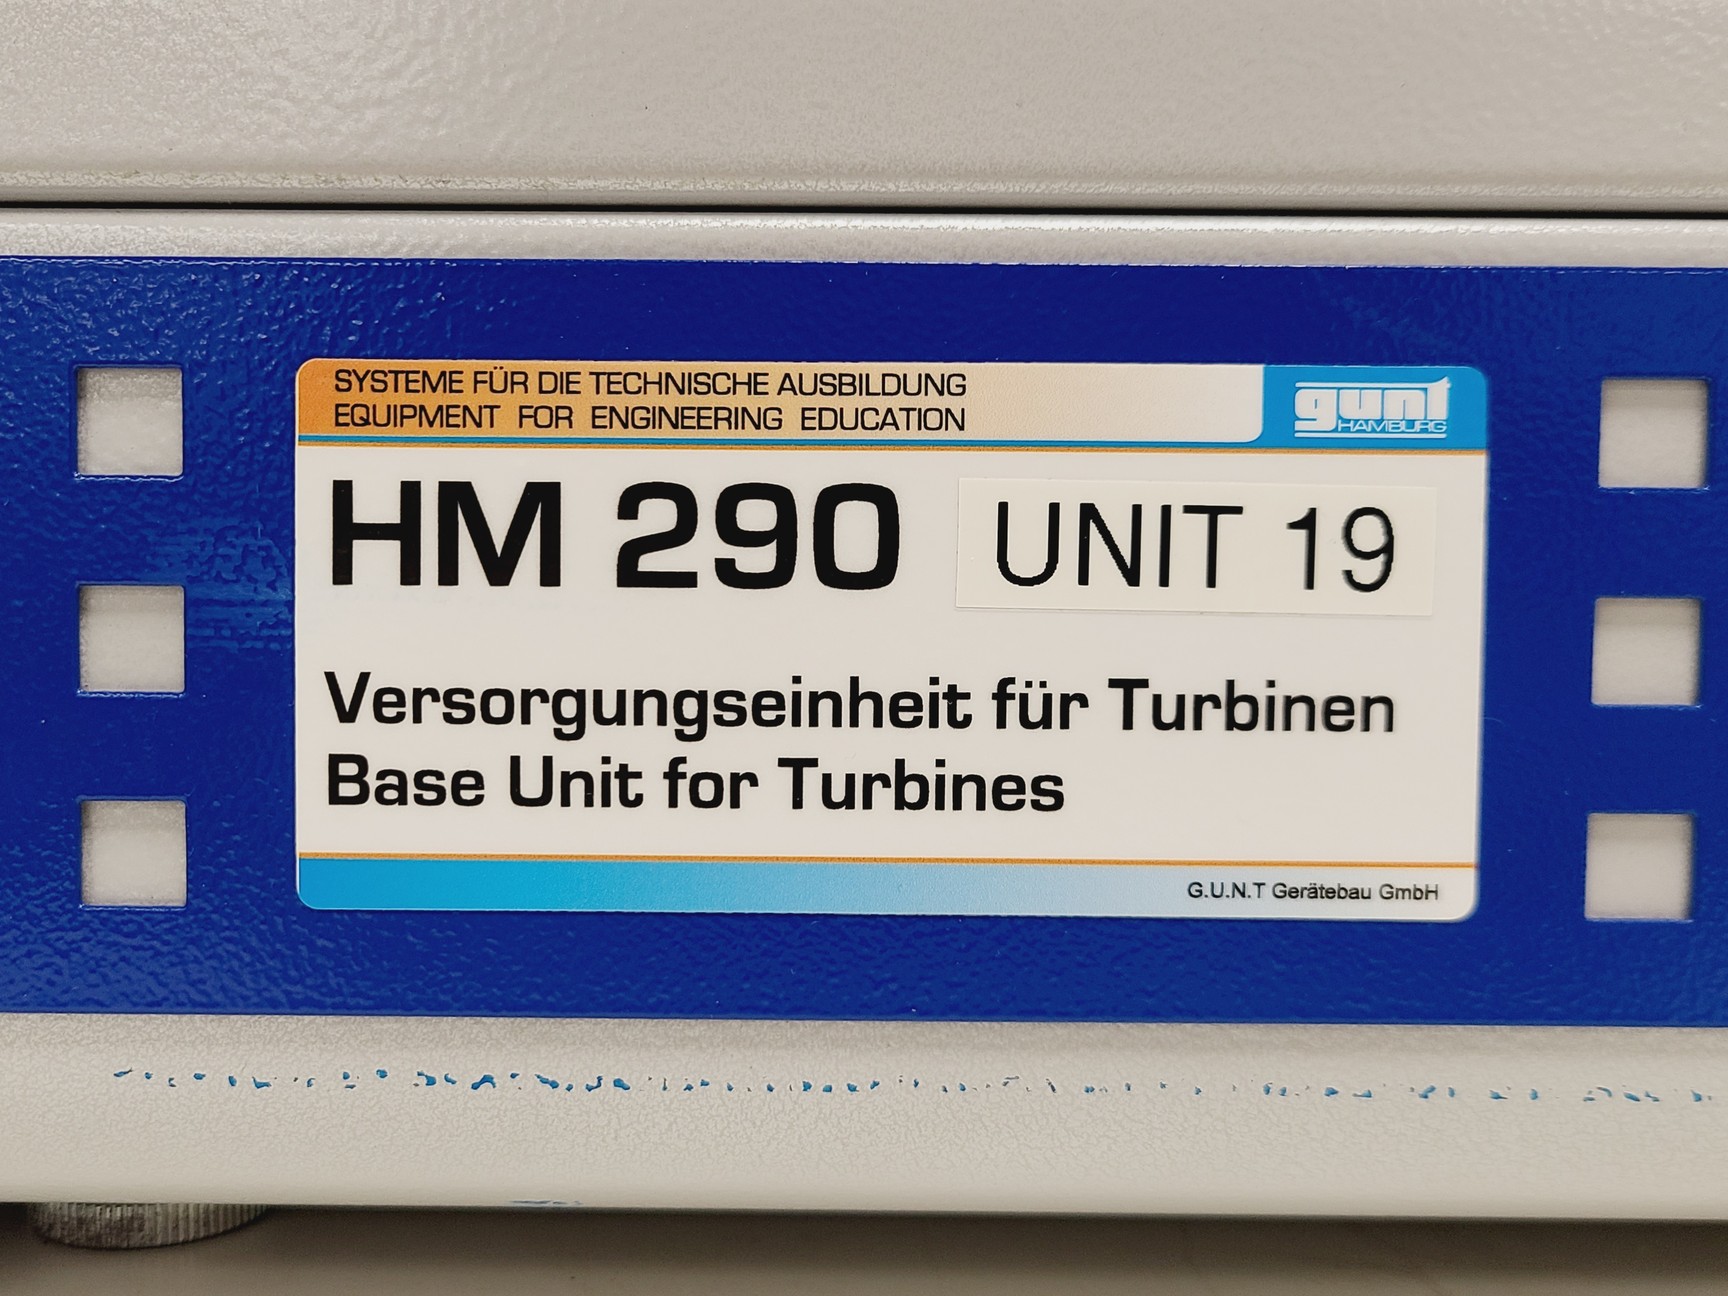 SYSTEME FÜR DIE TECHNISCHE AUSBILDUNG
EQUIPMENT FOR ENGINEERING EDUCATION
gunt
HAMBURG
HM 290 UNIT 19
Versorgungseinheit für Turbinen
Base Unit for Turbines
G.U.N.T Gerätebau GmbH